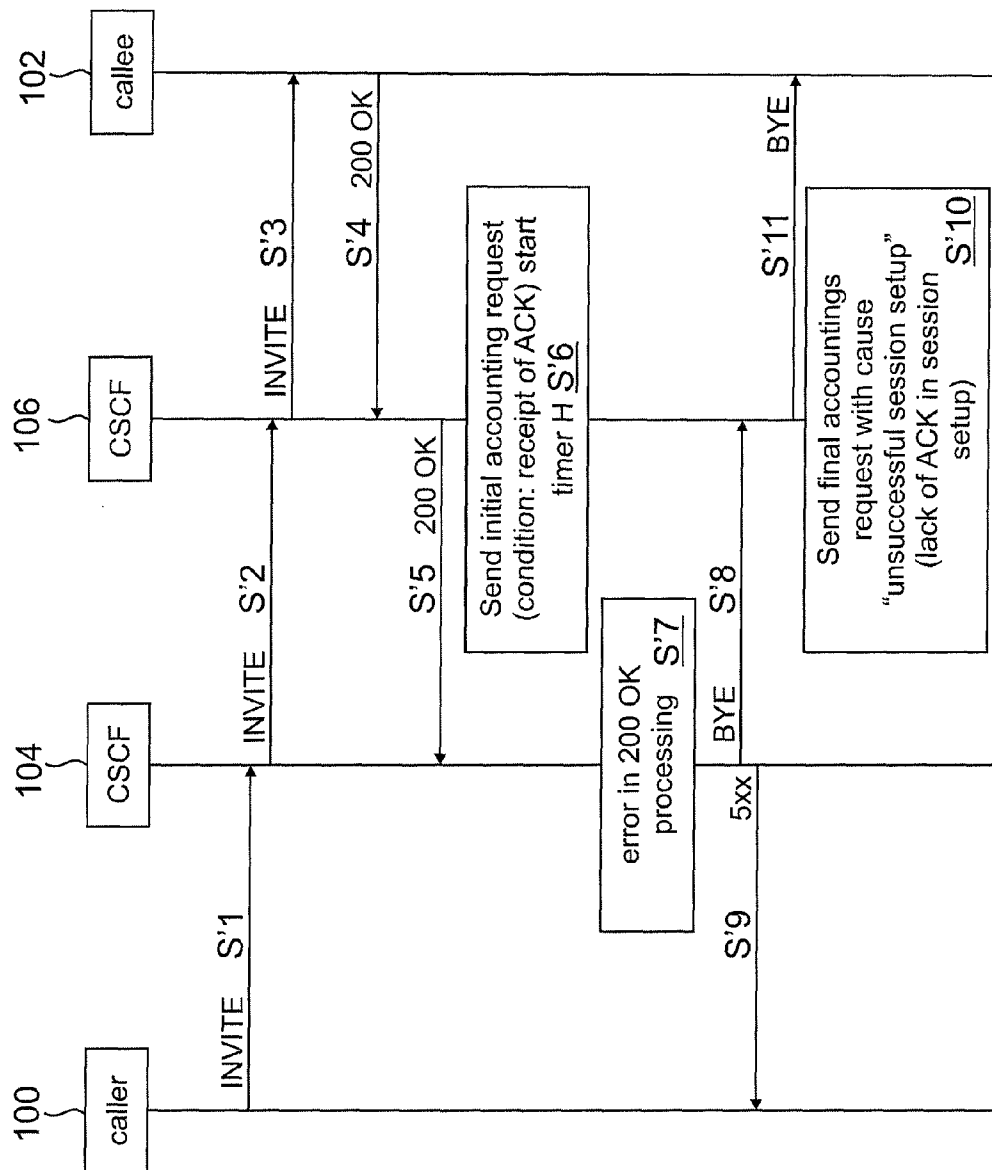 100
caller
104
CSCF
106
CSCF
102
callee
INVITE S'1
INVITE S'2
INVITE S'3
S'4 200 OK
S'5 200 OK
Send initial accounting request
(condition: receipt of ACK) start
timer H S'6
error in 200 OK
processing S'7
BYE S'8
S'9 5xx
S'11 BYE
Send final accountings
request with cause
“unsuccessful session setup”
(lack of ACK in session
setup) S'10